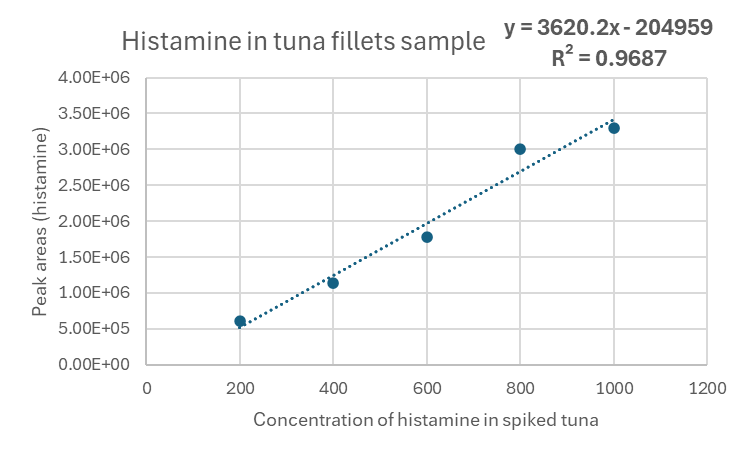 Histamine in tuna fillets sample
y = 3620.2x - 204959
R² = 0.9687
Peak areas (histamine)
4.00E+06
3.50E+06
3.00E+06
2.50E+06
2.00E+06
1.50E+06
1.00E+06
5.00E+05
0.00E+00
0 200 400 600 800 1000 1200
Concentration of histamine in spiked tuna